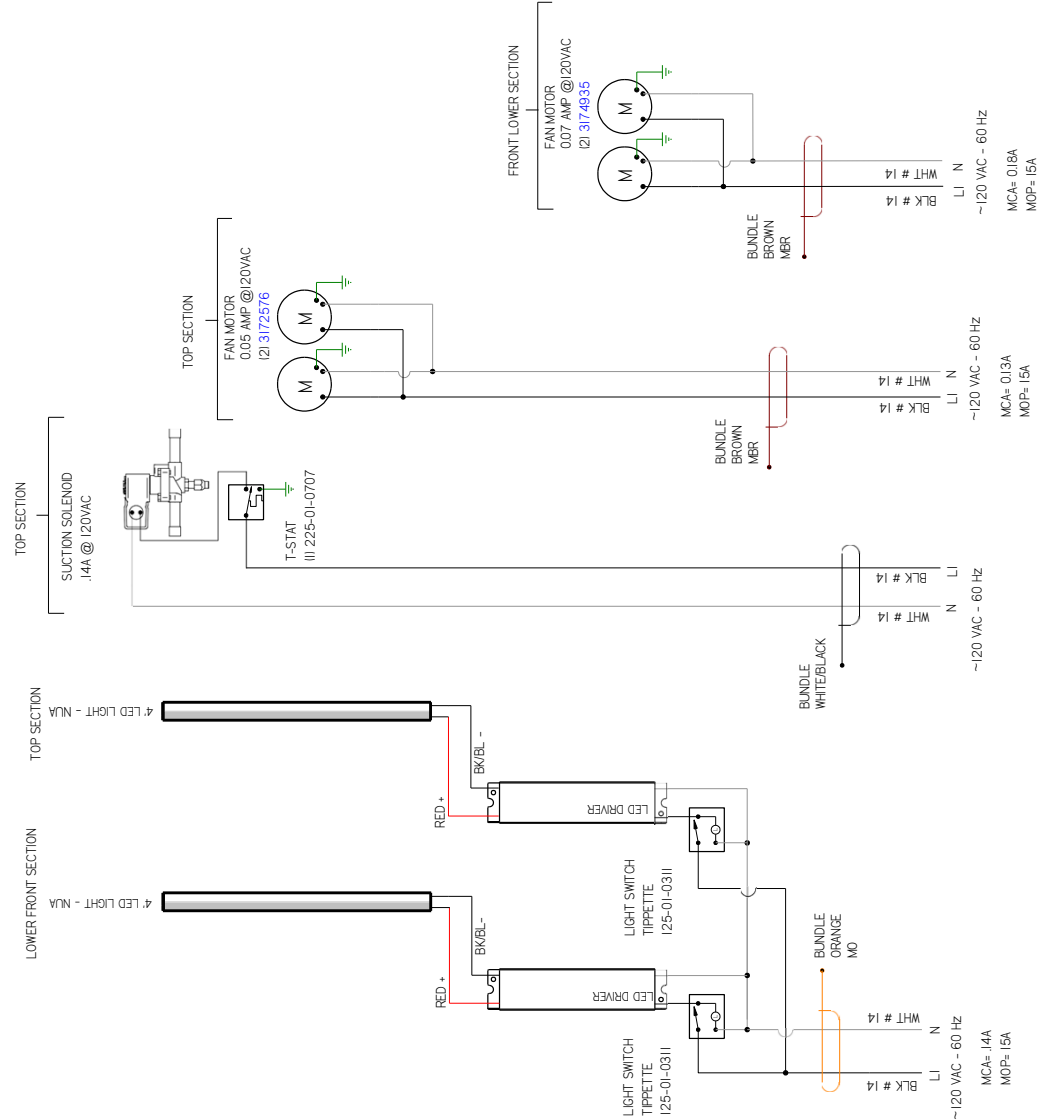 FRONT LOWER SECTION
FAN MOTOR
0.07 AMP @120VAC
(2) 3174935
M
M
BUNDLE
BROWN
MBR
WHT # 14
BLK # 14
N
L1
~120 VAC - 60 Hz
MCA= 0.18A
MOP= 15A
TOP SECTION
FAN MOTOR
0.05 AMP @120VAC
(2) 3172576
M
M
BUNDLE
BROWN
MBR
WHT # 14
BLK # 14
N
L1
~120 VAC - 60 Hz
MCA= 0.13A
MOP= 15A
TOP SECTION
SUCTION SOLENOID
.14A @ 120VAC
T-STAT
(1) 225-01-0707
BLK # 14
WHT # 14
L1
N
~120 VAC - 60 Hz
BUNDLE
WHITE/BLACK
TOP SECTION
4', LED LIGHT - NUA
BK/BL -
RED +
LED DRIVER
L
LIGHT SWITCH
TIPPETTE
125-01-0311
LOWER FRONT SECTION
4', LED LIGHT - NUA
BK/BL-
RED +
LED DRIVER
L
LIGHT SWITCH
TIPPETTE
125-01-0311
BUNDLE
ORANGE
MO
WHT # 14
BLK # 14
N
L1
~120 VAC - 60 Hz
MCA= .14A
MOP= 15A